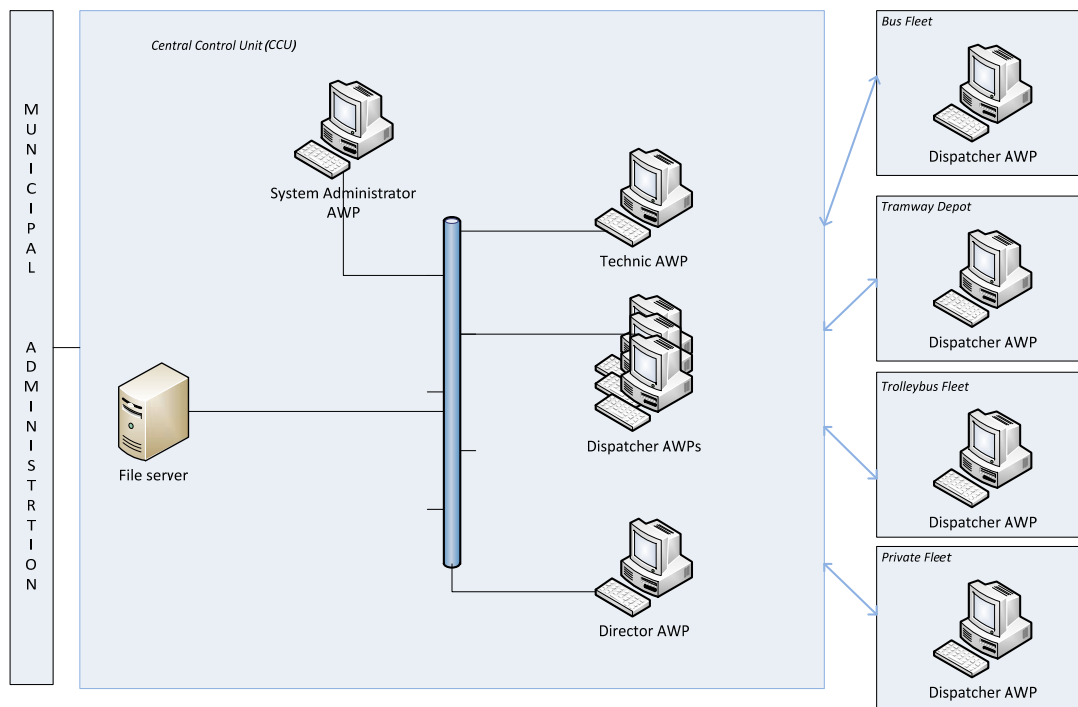 MUNICIPAL ADMINISTRTION
Central Control Unit (CCU)
System Administrator
AWP
Technic AWP
Dispatcher AWPs
File server
Director AWP
Bus Fleet
Dispatcher AWP
Tramway Depot
Dispatcher AWP
Trolleybus Fleet
Dispatcher AWP
Private Fleet
Dispatcher AWP